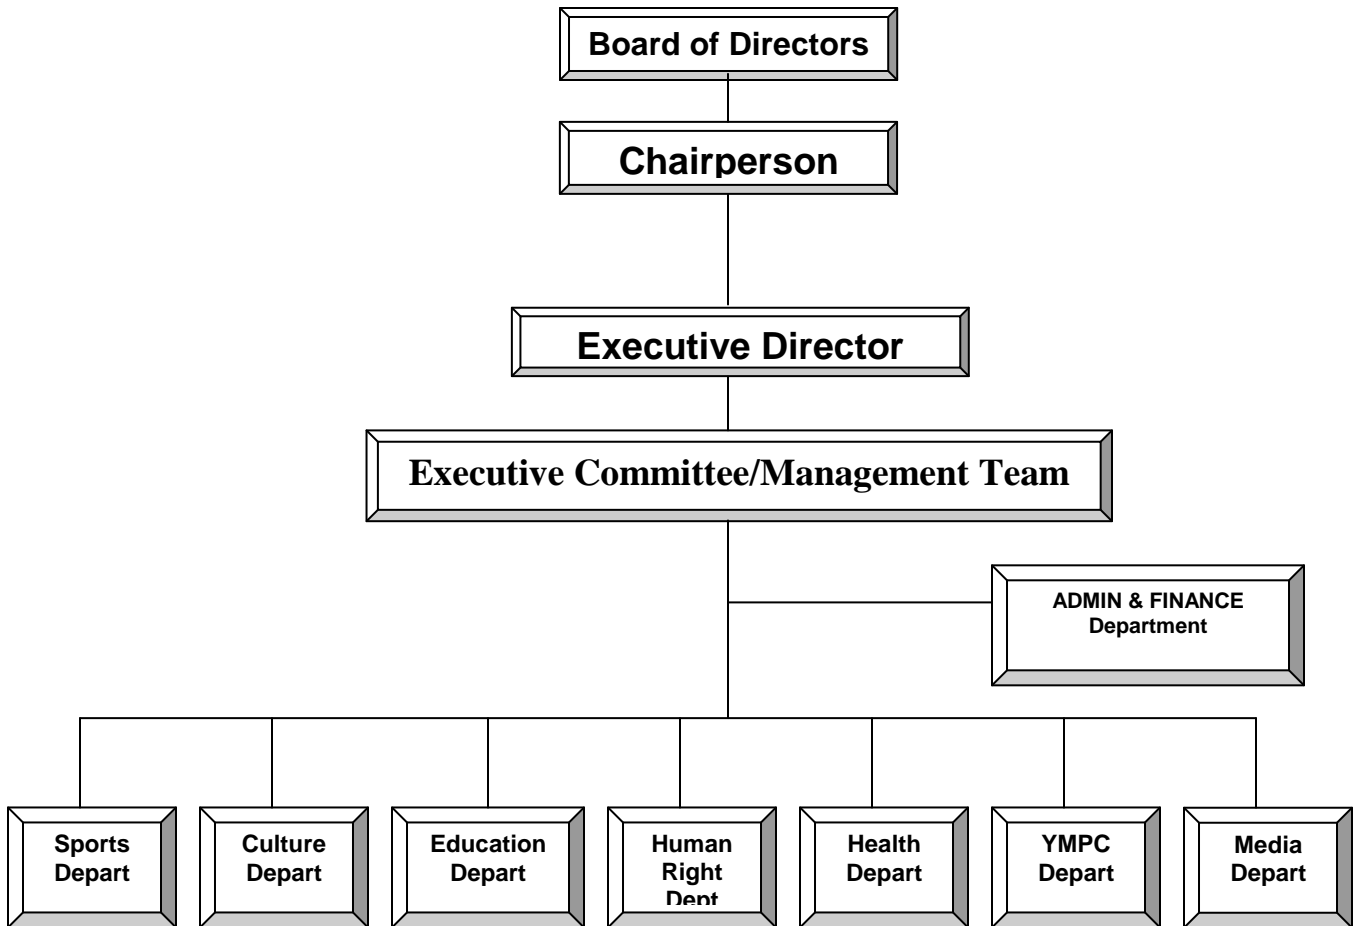 Board of Directors
Chairperson
Executive Director
Executive Committee/Management Team
ADMIN & FINANCE
Department
Sports
Depart
Culture
Depart
Education
Depart
Human
Right
Dept
Health
Depart
YMPC
Depart
Media
Depart